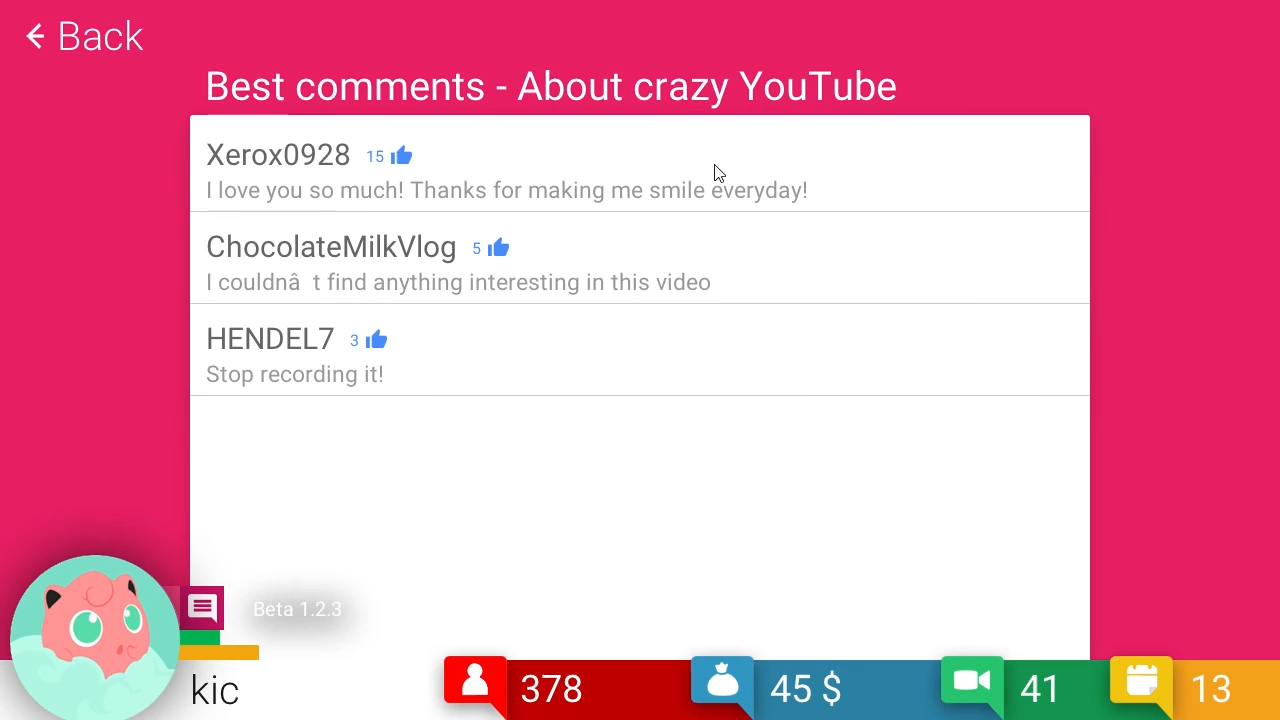 Back
Best comments - About crazy YouTube
Xerox0928 15
I love you so much! Thanks for making me smile everyday!
ChocolateMilkVlog 5
I couldnâ t find anything interesting in this video
HENDEL7 3
Stop recording it!
Beta 1.2.3
kic 378 45 $ 41 13